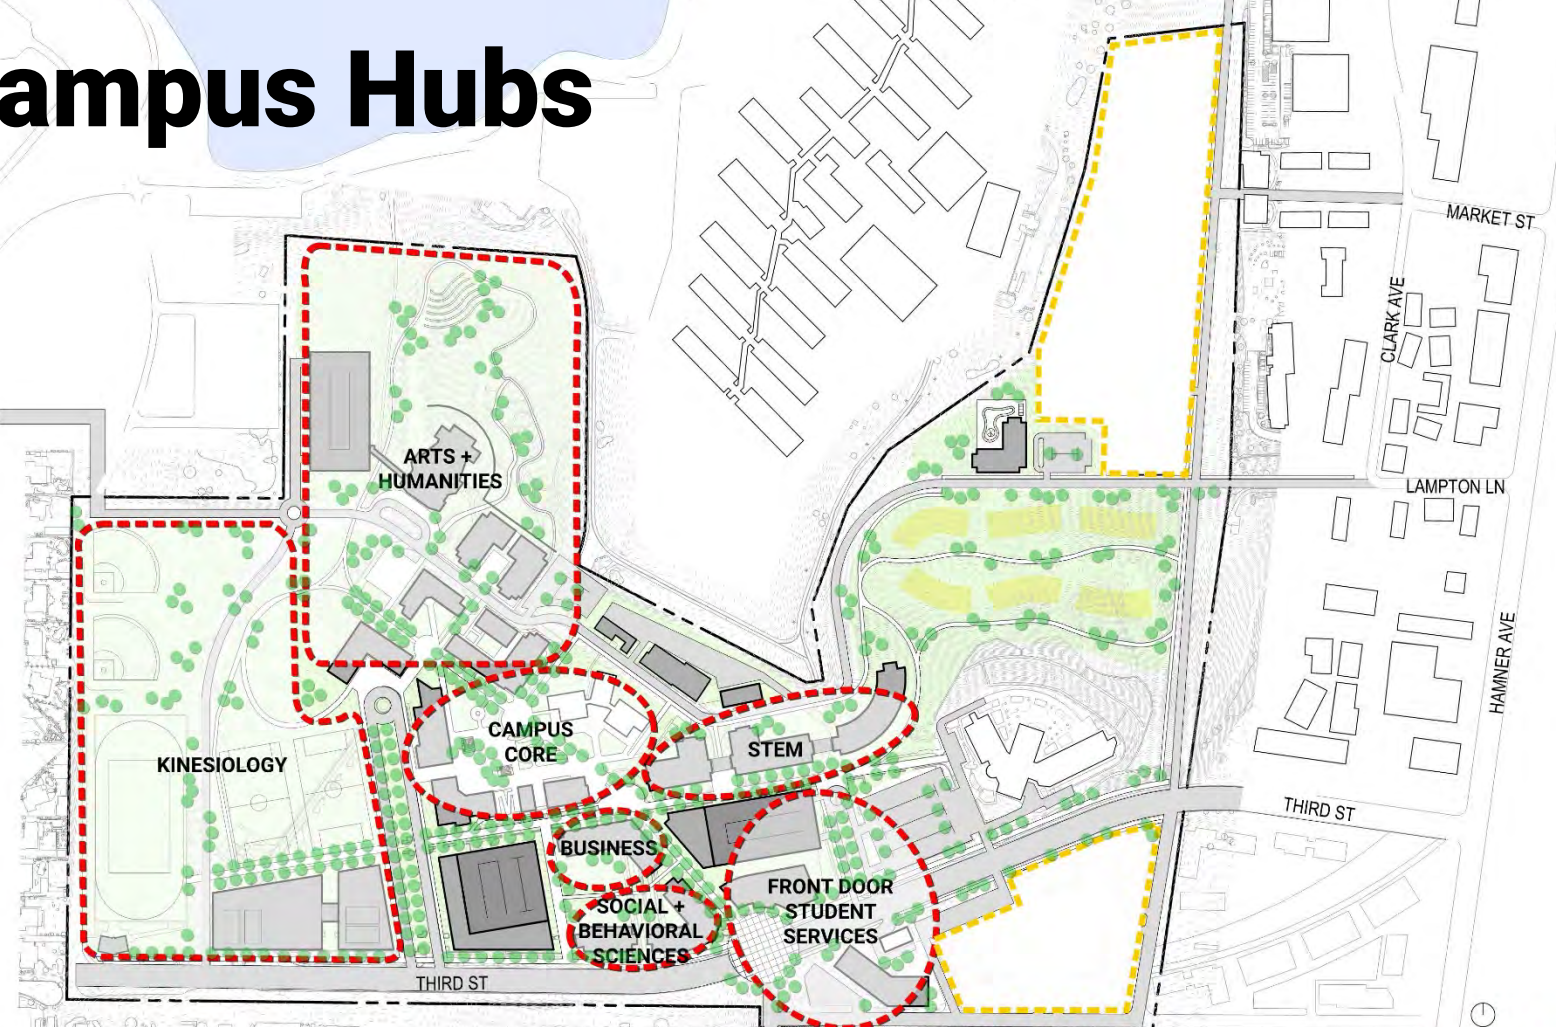 ampus Hubs
MARKET ST
CLARK AVE
ARTS +
HUMANITIES
LAMPTON LN
HAMNER AVE
CAMPUS
CORE
STEM
KINESIOLOGY
THIRD ST
BUSINESS
FRONT DOOR
STUDENT
SERVICES
SOCIAL +
BEHAVIORAL
SCIENCES
THIRD ST